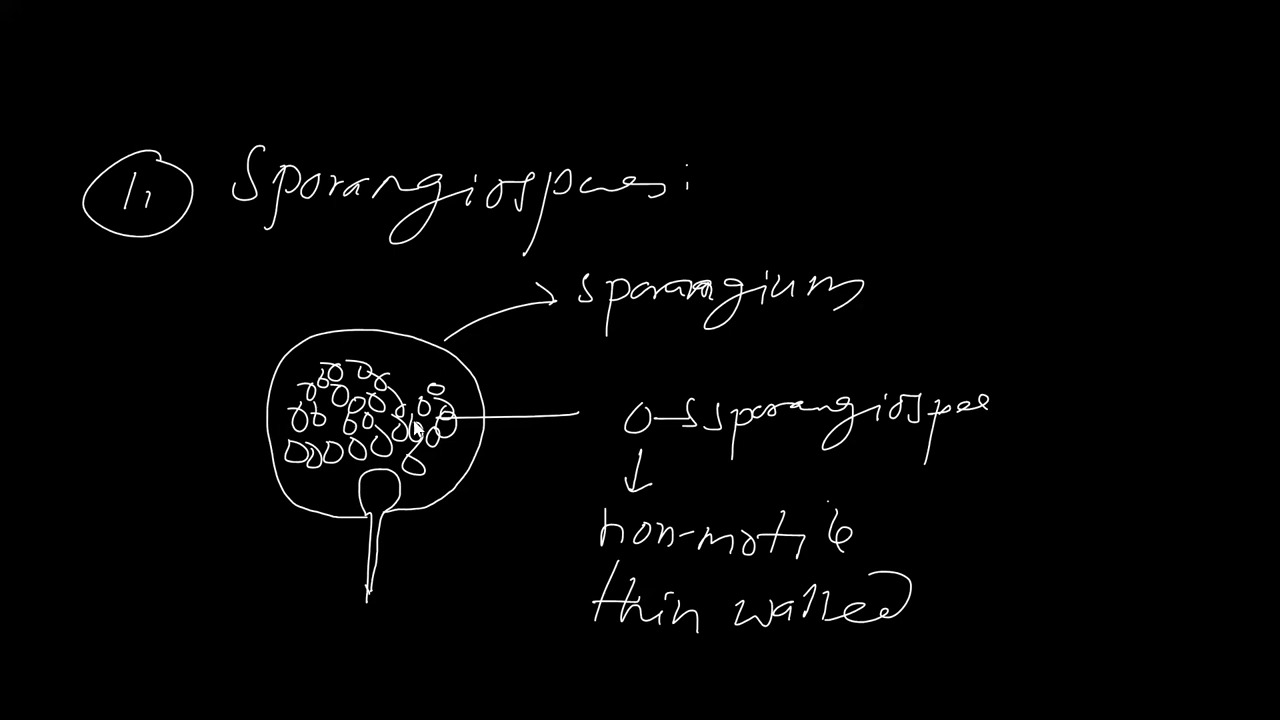 1, Sporangiospores:
sporangium
sporangiospore
non-motile
thin walled